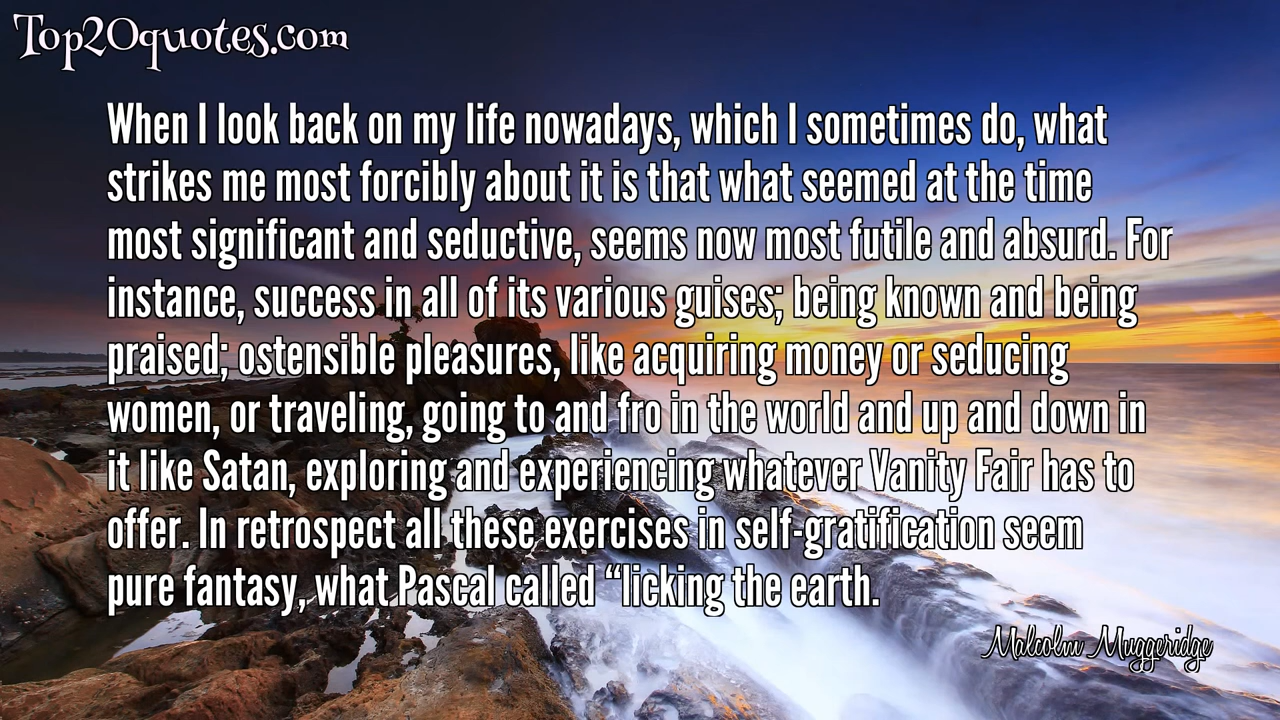 Top20quotes.com
When I look back on my life nowadays, which I sometimes do, what
strikes me most forcibly about it is that what seemed at the time
most significant and seductive, seems now most futile and absurd. For
instance, success in all of its various guises; being known and being
praised; ostensible pleasures, like acquiring money or seducing
women, or traveling, going to and fro in the world and up and down in
it like Satan, exploring and experiencing whatever Vanity Fair has to
offer. In retrospect all these exercises in self-gratification seem
pure fantasy, what Pascal called “licking the earth.
Malcolm Muggeridge